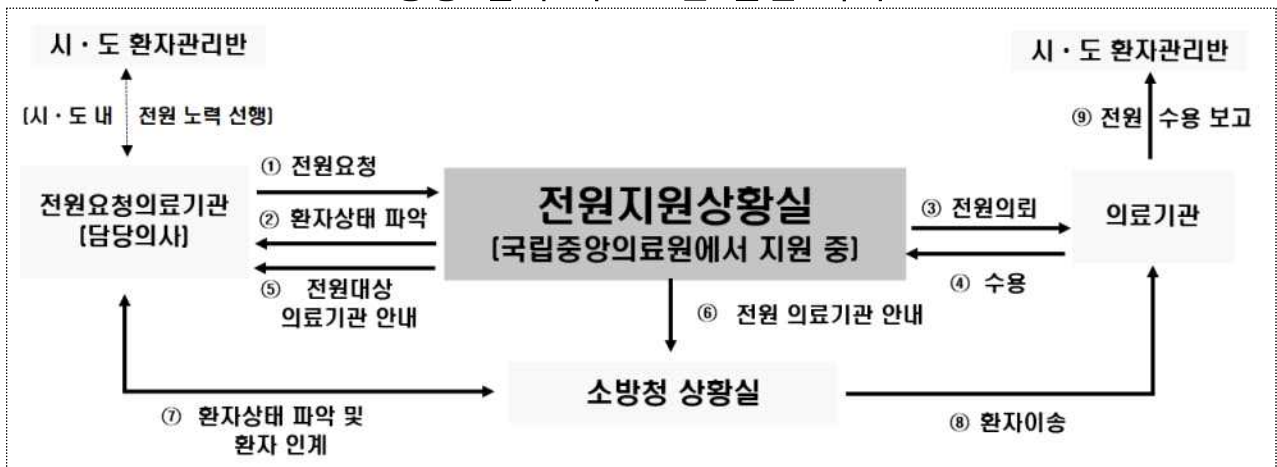 시·도 환자관리반
시·도 환자관리반
(시·도 내 전원 노력 선행)
⑨ 전원 수용 보고
① 전원요청
전원요청의료기관
(담당의사)
② 환자상태 파악
전원지원상황실
(국립중앙의료원에서 지원 중)
③ 전원의뢰
의료기관
④ 수용
⑤ 전원대상
의료기관 안내
⑥ 전원 의료기관 안내
소방청 상황실
⑦ 환자상태 파악 및
환자 인계
⑧ 환자이송